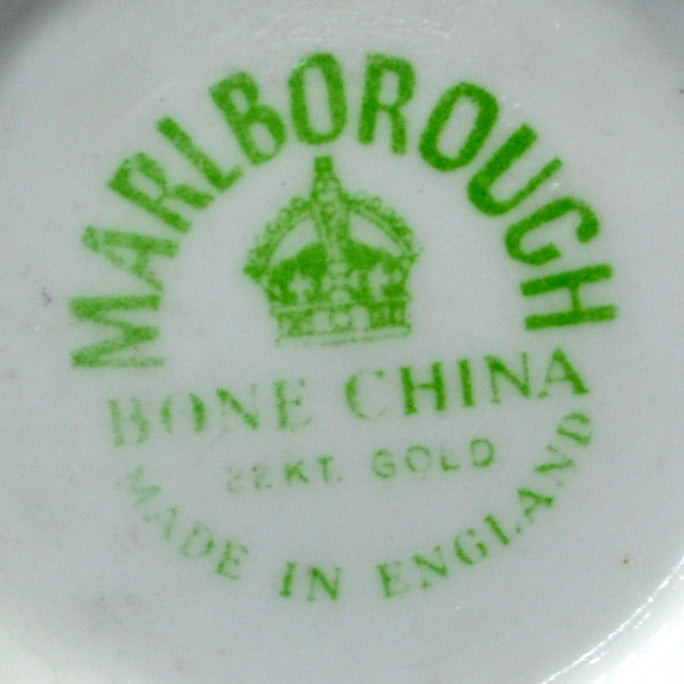 MARLBOROUGH
BONE CHINA
22KT. GOLD
MADE IN ENGLAND